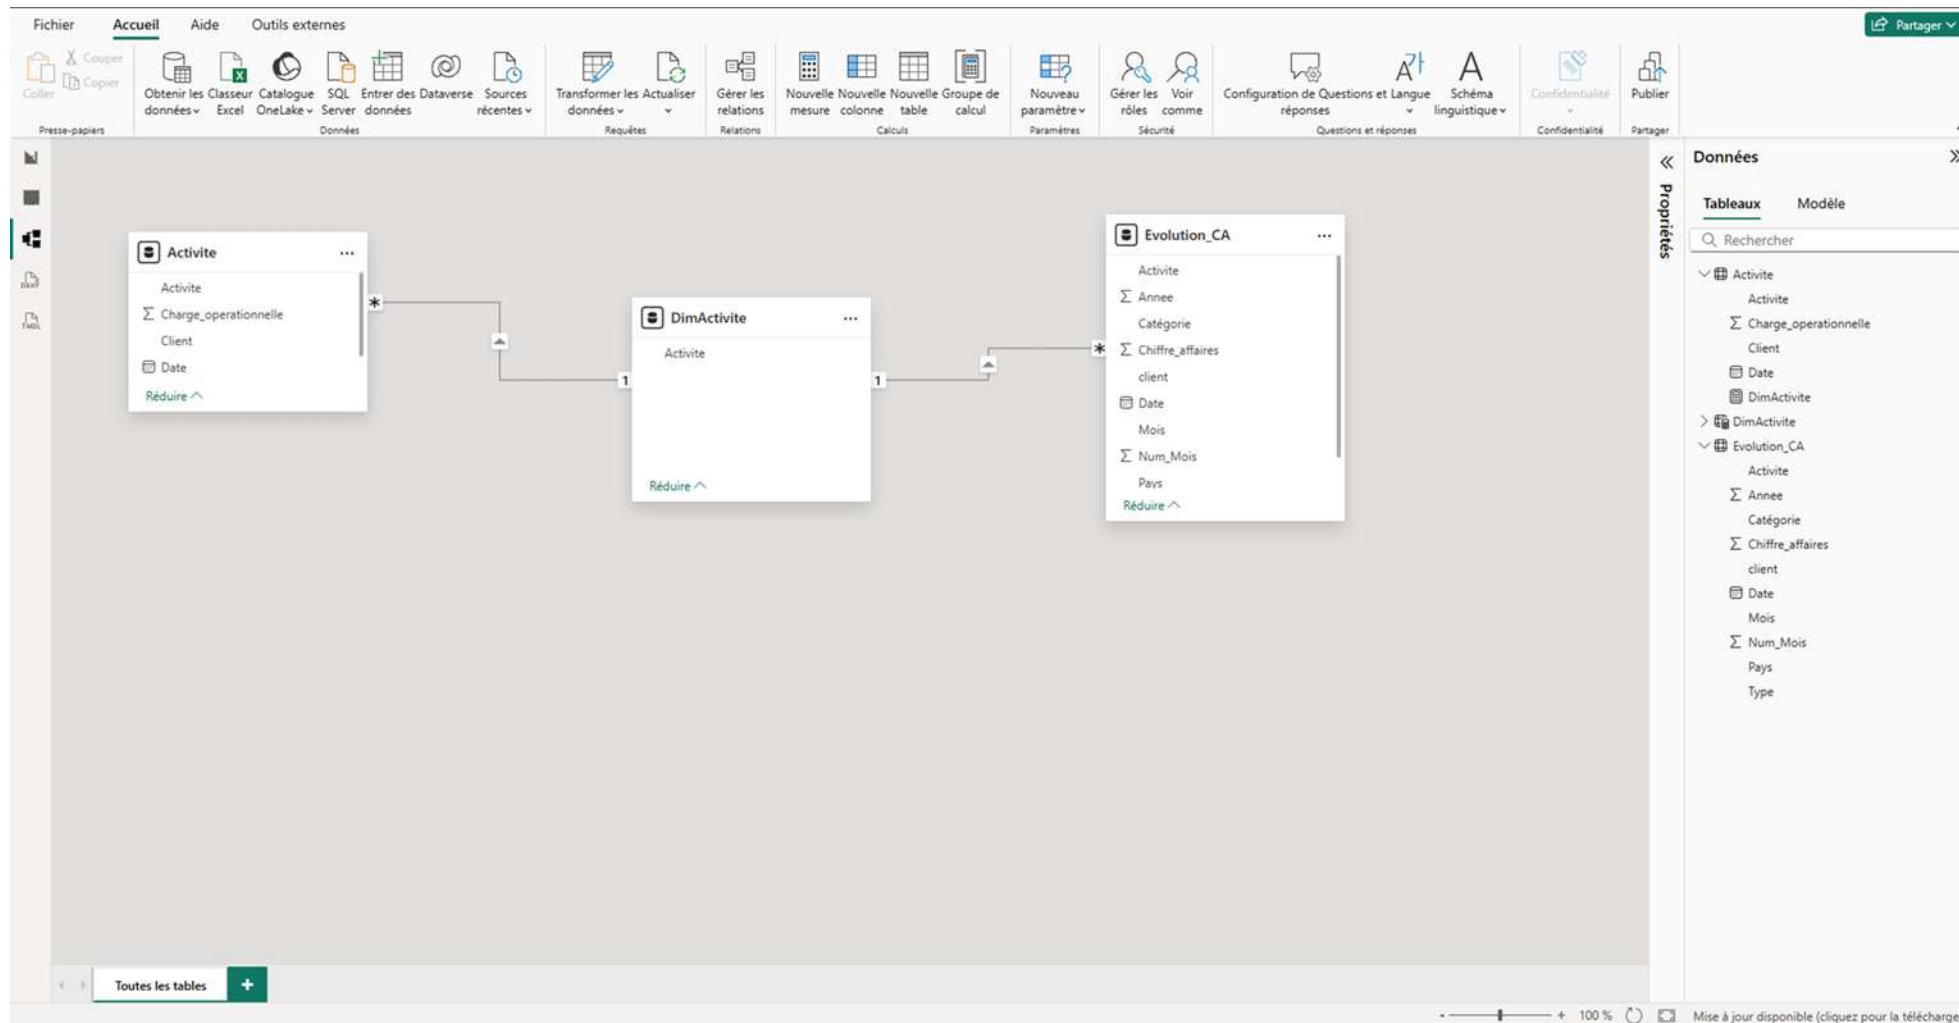 Fichier Accueil Aide Outils externes Partager
Coller
Couper
Copier
Obtenir les données
Classeur Excel
Catalogue OneLake
SQL Server
Entrer des données
Dataverse
Sources récentes
Transformer les données
Actualiser
Gérer les relations
Nouvelle mesure
Nouvelle colonne
Nouvelle table
Groupe de calcul
Nouveau paramètre
Gérer les rôles
Voir comme
Configuration de Questions et réponses
Langue
Schéma linguistique
Confidentialité
Publier
Presse-papiers Données Requêtes Relations Calculs Paramètres Sécurité Questions et réponses Confidentialité Partager
Activite
Activite
Σ Charge_operationnelle
Client
Date
Réduire
*
1
DimActivite
Activite
Réduire
1
*
Evolution_CA
Activite
Σ Annee
Catégorie
Σ Chiffre_affaires
client
Date
Mois
Σ Num_Mois
Pays
Réduire
Propriétés
Données
Tableaux Modèle
Rechercher
Activite
Activite
Σ Charge_operationnelle
Client
Date
DimActivite
DimActivite
Evolution_CA
Activite
Σ Annee
Catégorie
Σ Chiffre_affaires
client
Date
Mois
Σ Num_Mois
Pays
Type
Toutes les tables +
- + 100 % Mise à jour disponible (cliquez pour la télécharge